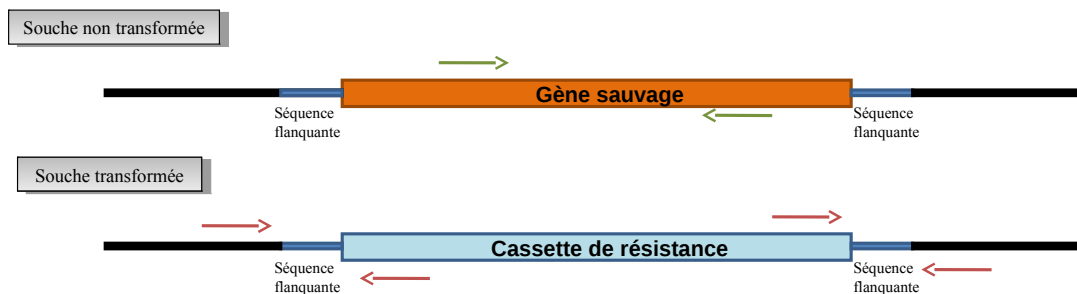 Souche non transformée
Gène sauvage
Séquence
flanquante
Séquence
flanquante
Souche transformée
Cassette de résistance
Séquence
flanquante
Séquence
flanquante